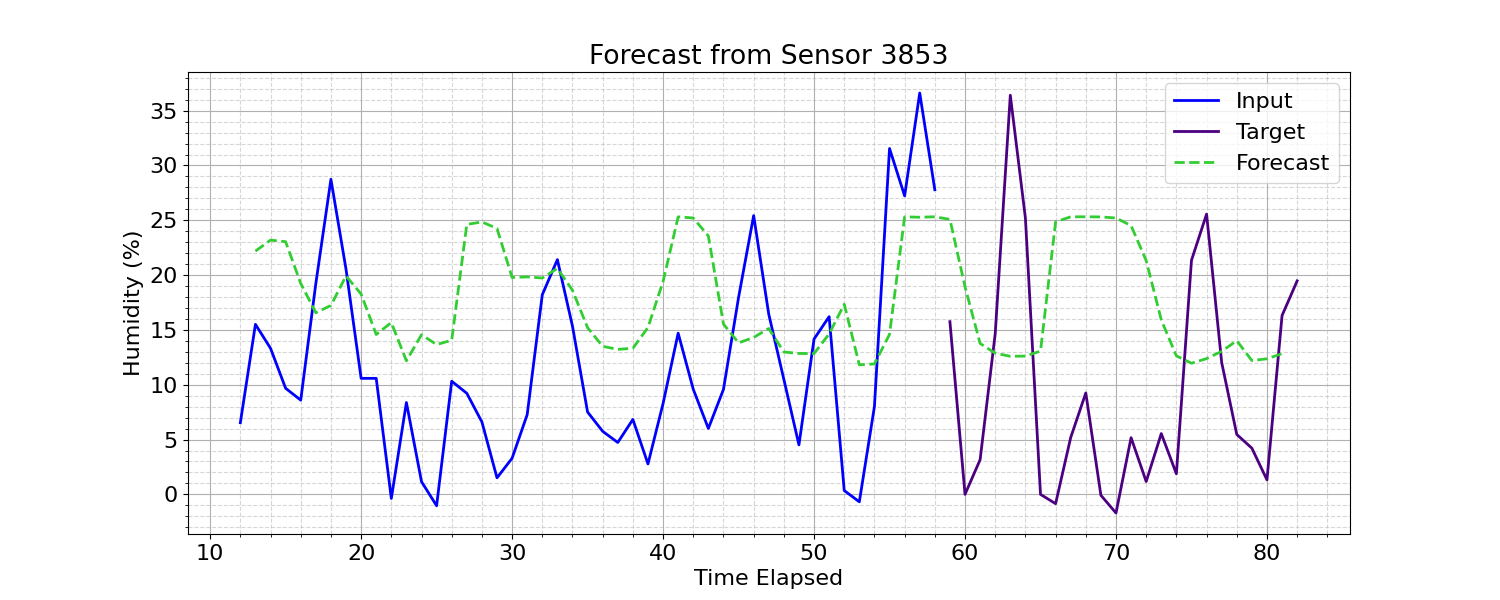 Forecast from Sensor 3853
Humidity (%)
35
30
25
20
15
10
5
0
Input
Target
Forecast
10 20 30 40 50 60 70 80
Time Elapsed